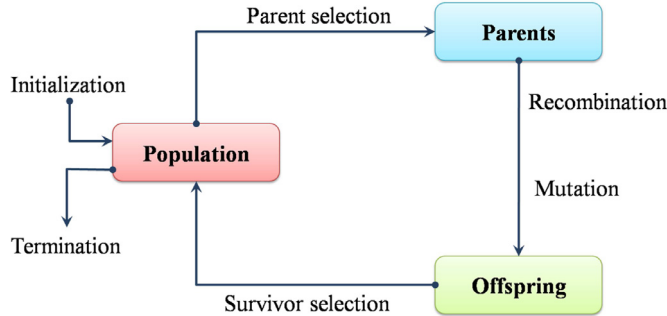 Parent selection
Parents
Initialization
Recombination
Population
Mutation
Termination
Offspring
Survivor selection